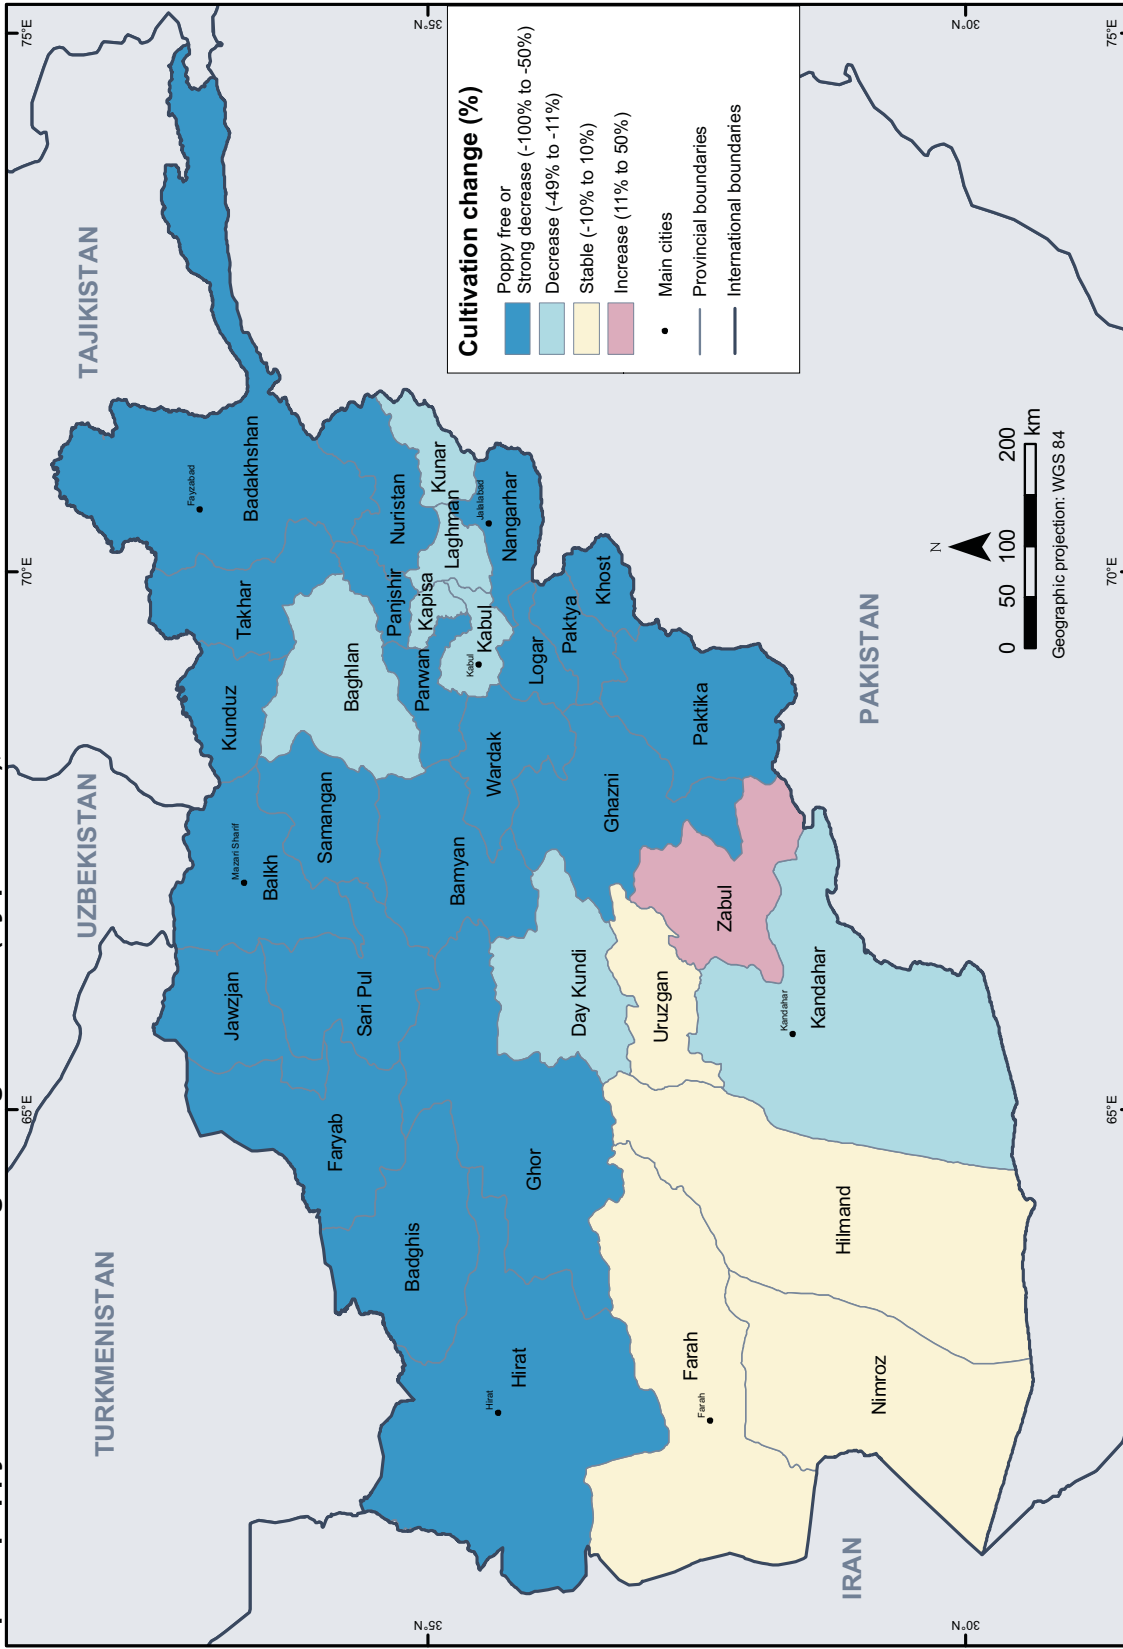 75°E
70°E
65°E
35°N
30°N
75°E
70°E
65°E
35°N
30°N
TURKMENISTAN
UZBEKISTAN
TAJIKISTAN
PAKISTAN
IRAN
Fayzabad
Badakhshan
Takhar
Kunduz
Mazari Sharif
Balkh
Jawzjan
Samangan
Baghlan
Sari Pul
Faryab
Badghis
Nuristan
Panjshir
Kapisa
Parwan
Kunar
Laghman
Jalalabad
Nangarhar
Kabul
Kabul
Logar
Paktya
Khost
Wardak
Bamyan
Ghazni
Paktika
Ghor
Hirat
Hirat
Day Kundi
Uruzgan
Zabul
Kandahar
Kandahar
Hilmand
Farah
Farah
Nimroz
Cultivation change (%)
Poppy free or
Strong decrease (-100% to -50%)
Decrease (-49% to -11%)
Stable (-10% to 10%)
Increase (11% to 50%)
Main cities
Provincial boundaries
International boundaries
N
0 50 100 200
km
Geographic projection: WGS 84